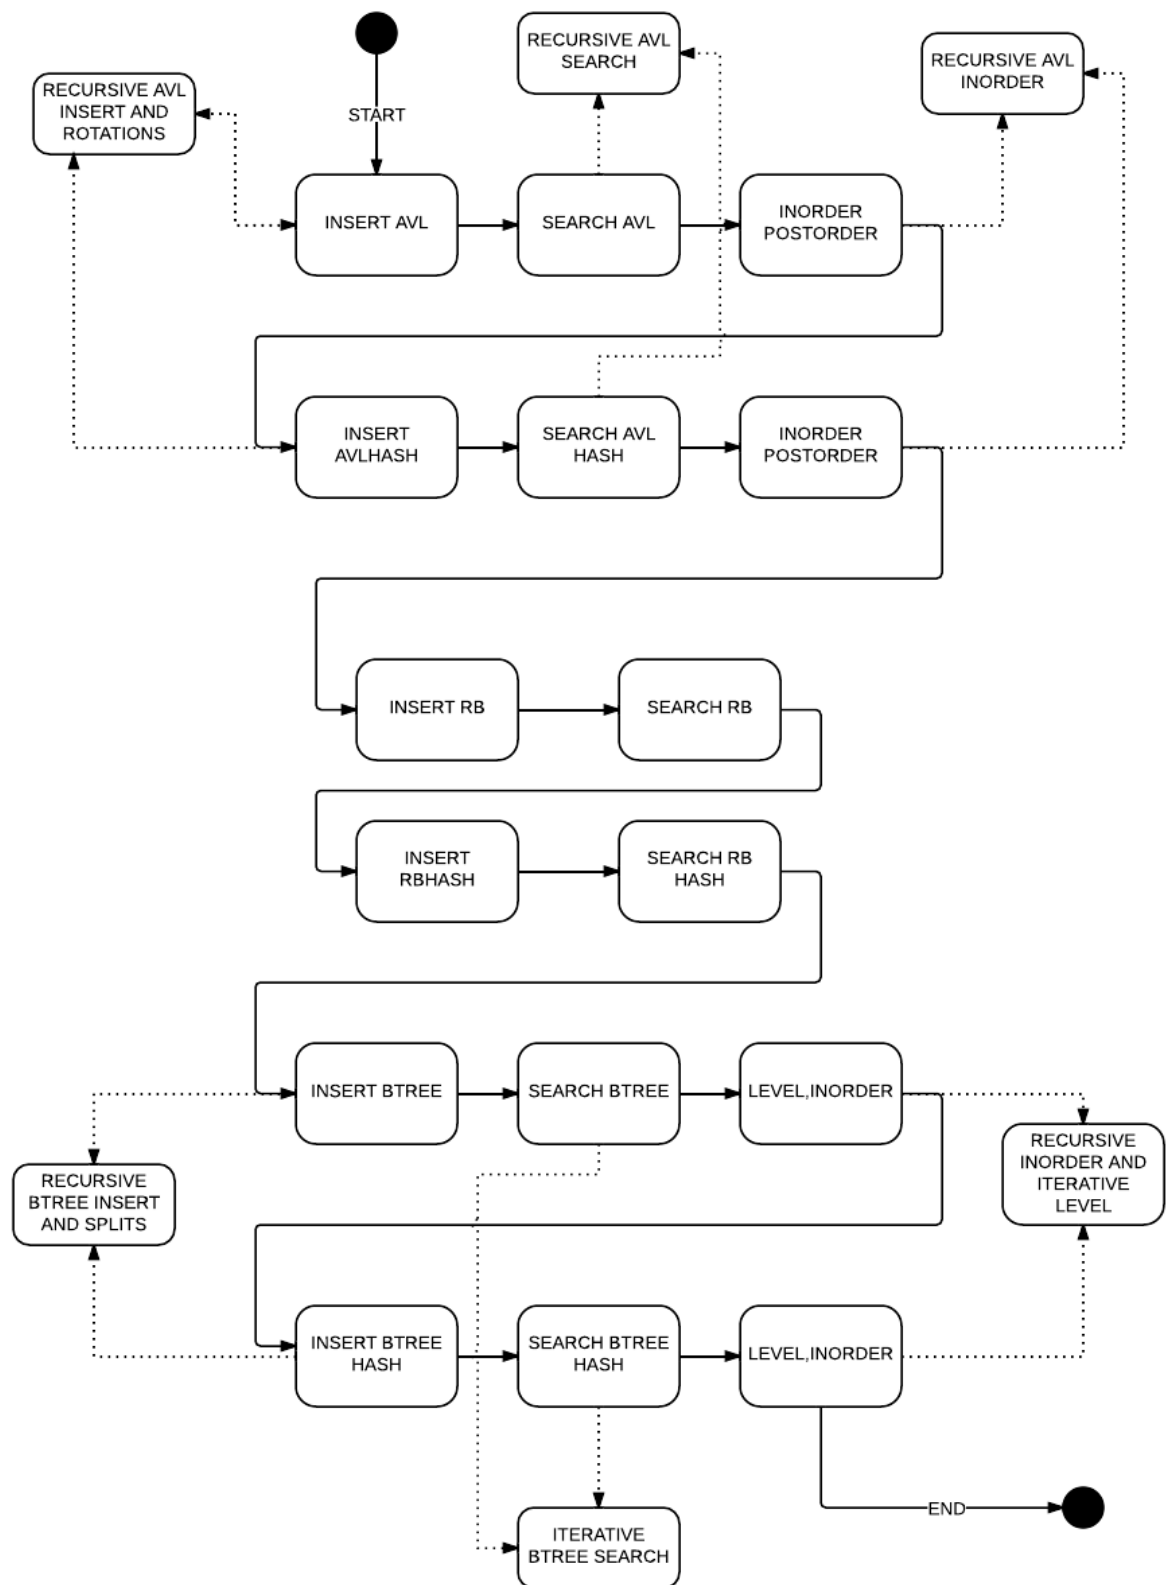 RECURSIVE AVL
SEARCH
RECURSIVE AVL
INORDER
RECURSIVE AVL
INSERT AND
ROTATIONS
START
INSERT AVL
SEARCH AVL
INORDER
POSTORDER
INSERT
AVLHASH
SEARCH AVL
HASH
INORDER
POSTORDER
INSERT RB
SEARCH RB
INSERT
RBHASH
SEARCH RB
HASH
INSERT BTREE
SEARCH BTREE
LEVEL,INORDER
RECURSIVE
BTREE INSERT
AND SPLITS
RECURSIVE
INORDER AND
ITERATIVE
LEVEL
INSERT BTREE
HASH
SEARCH BTREE
HASH
LEVEL,INORDER
END
ITERATIVE
BTREE SEARCH